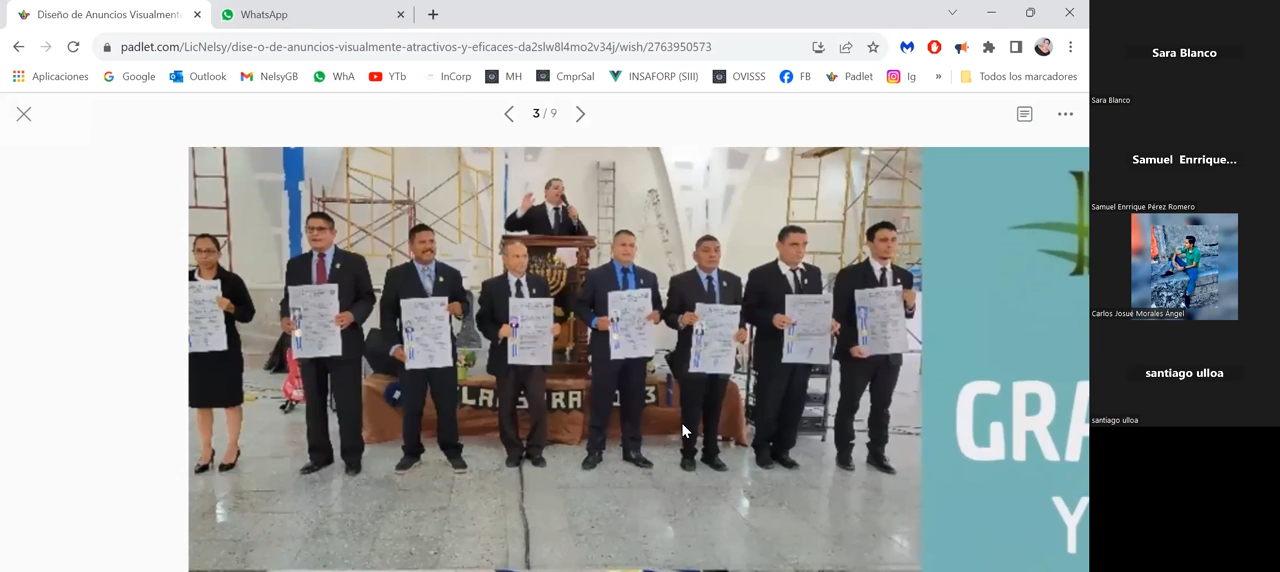 Diseño de Anuncios Visualment
WhatsApp
padlet.com/LicNelsy/dise-o-de-anuncios-visualmente-atractivos-y-eficaces-da2slw8l4mo2v34j/wish/2763950573
Aplicaciones
Google
Outlook
NelsyGB
WhA
YTb
InCorp
MH
CmprSal
INSAFORP (SIII)
OVISSS
FB
Padlet
Ig
»
Todos los marcadores
3 / 9
GRA
Y
Sara Blanco
Sara Blanco
Samuel Enrrique...
Samuel Enrrique Pérez Romero
Carlos Josué Morales Ángel
santiago ulloa
santiago ulloa